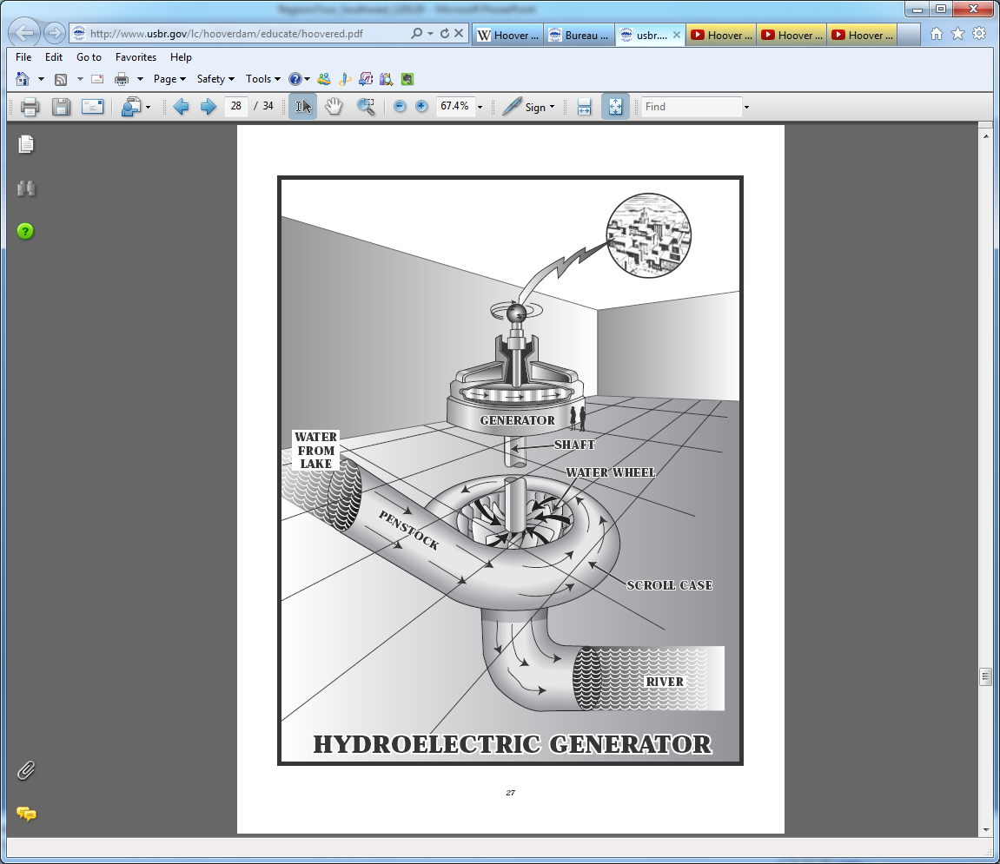 http://www.usbr.gov/lc/hooverdam/educate/hoovered.pdf
W Hoover ...
Bureau ...
usbr....
Hoover ...
Hoover ...
Hoover ...
File Edit Go to Favorites Help
Page Safety Tools
28 / 34
67.4%
Sign
Find
GENERATOR
WATER
FROM
LAKE
SHAFT
WATER WHEEL
PENSTOCK
SCROLL CASE
RIVER
HYDROELECTRIC GENERATOR
27